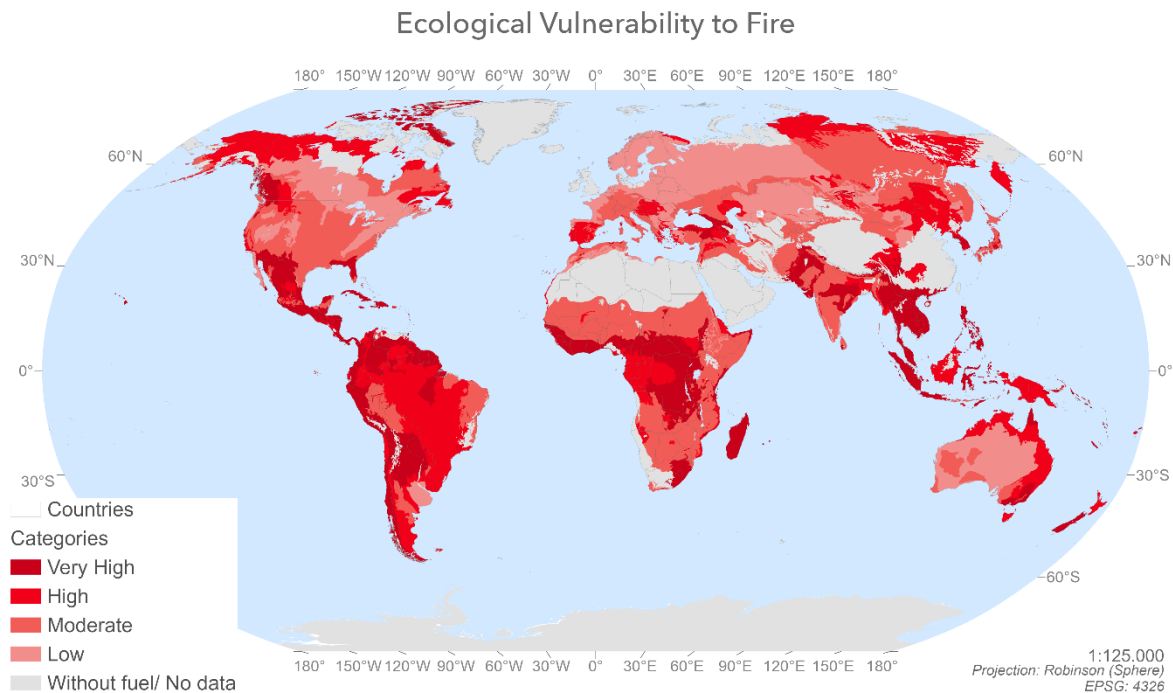 Ecological Vulnerability to Fire
180° 150°W 120°W 90°W 60°W 30°W 0° 30°E 60°E 90°E 120°E 150°E 180°
60°N 60°N
30°N 30°N
0° 0°
30°S 30°S
60°S
Countries
Categories
Very High
High
Moderate
Low
Without fuel/ No data
180° 150°W 120°W 90°W 60°W 30°W 0° 30°E 60°E 90°E 120°E 150°E 180°
1:125.000
Projection: Robinson (Sphere)
EPSG: 4326